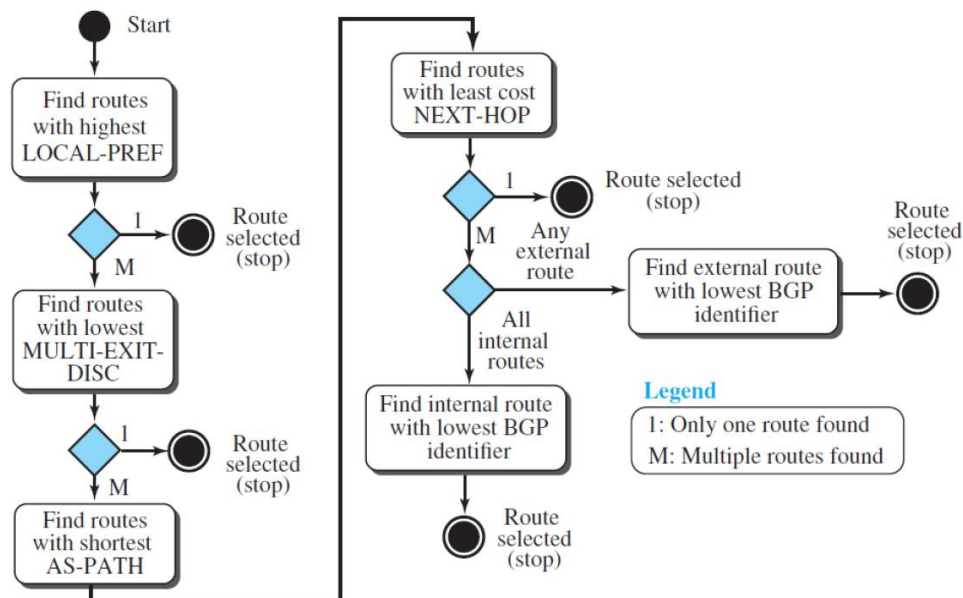 Start
Find routes
with highest
LOCAL-PREF
1
Route
selected
(stop)
M
Find routes
with lowest
MULTI-EXIT-
DISC
1
Route
selected
(stop)
M
Find routes
with shortest
AS-PATH
Find routes
with least cost
NEXT-HOP
1
Route selected
(stop)
M
Any
external
route
Find external route
with lowest BGP
identifier
Route
selected
(stop)
All
internal
routes
Find internal route
with lowest BGP
identifier
Route
selected
(stop)
Legend
1: Only one route found
M: Multiple routes found